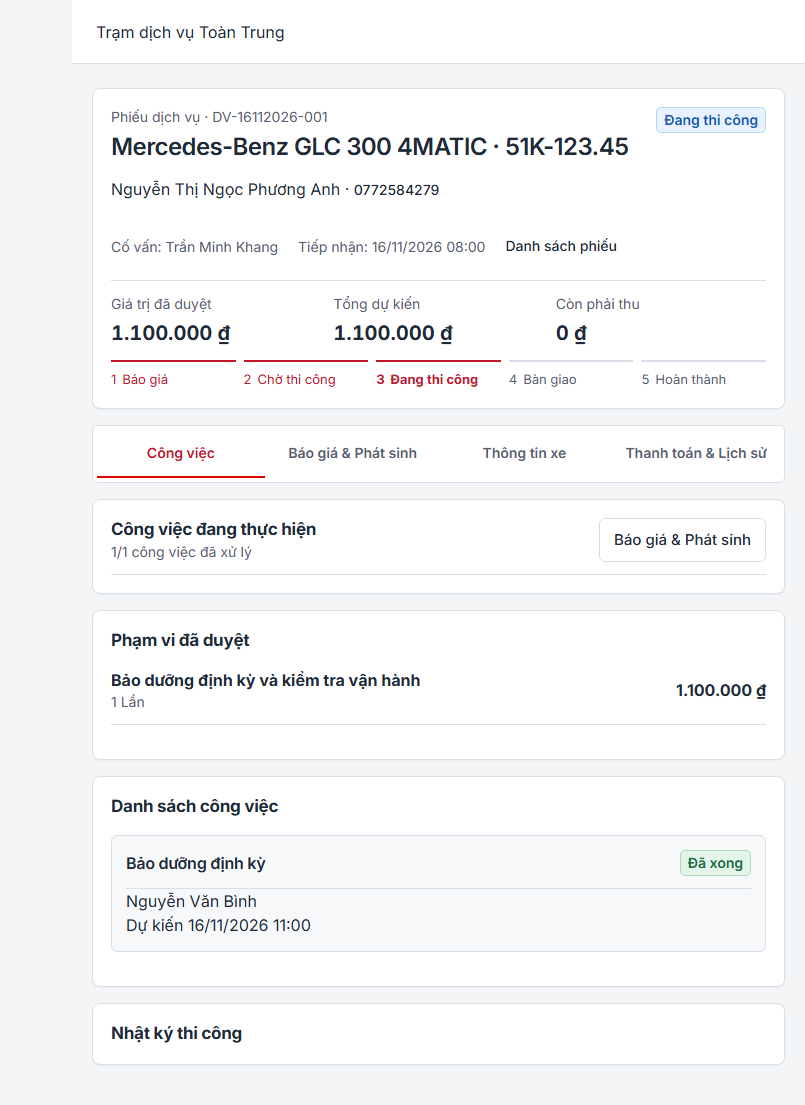 Trạm dịch vụ Toàn Trung
Phiếu dịch vụ · DV-16112026-001
Đang thi công
Mercedes-Benz GLC 300 4MATIC · 51K-123.45
Nguyễn Thị Ngọc Phương Anh · 0772584279
Cố vấn: Trần Minh Khang Tiếp nhận: 16/11/2026 08:00 Danh sách phiếu
Giá trị đã duyệt Tổng dự kiến Còn phải thu
1.100.000 ₫ 1.100.000 ₫ 0 ₫
1 Báo giá 2 Chờ thi công 3 Đang thi công 4 Bàn giao 5 Hoàn thành
Công việc Báo giá & Phát sinh Thông tin xe Thanh toán & Lịch sử
Công việc đang thực hiện
1/1 công việc đã xử lý
Báo giá & Phát sinh
Phạm vi đã duyệt
Bảo dưỡng định kỳ và kiểm tra vận hành
1 Lần
1.100.000 ₫
Danh sách công việc
Bảo dưỡng định kỳ Đã xong
Nguyễn Văn Bình
Dự kiến 16/11/2026 11:00
Nhật ký thi công